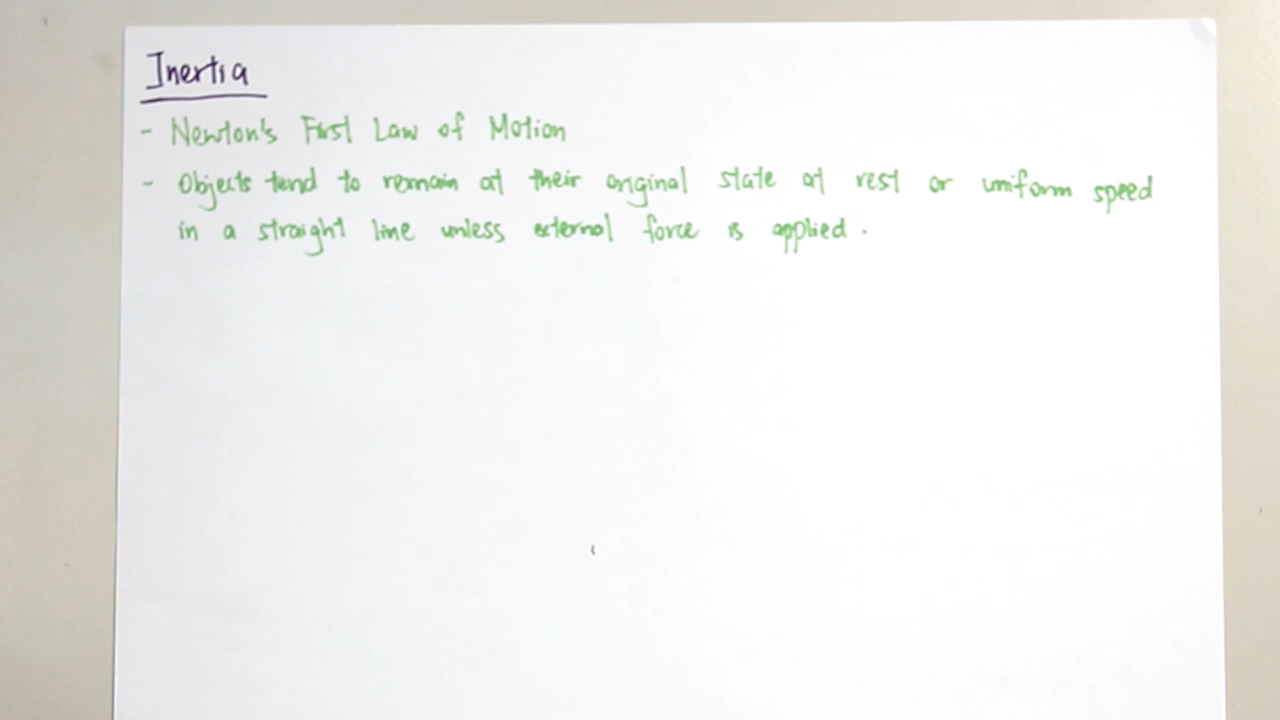 Inertia
- Newton's First Law of Motion
- Objects tend to remain at their original state at rest or uniform speed
in a straight line unless external force is applied.